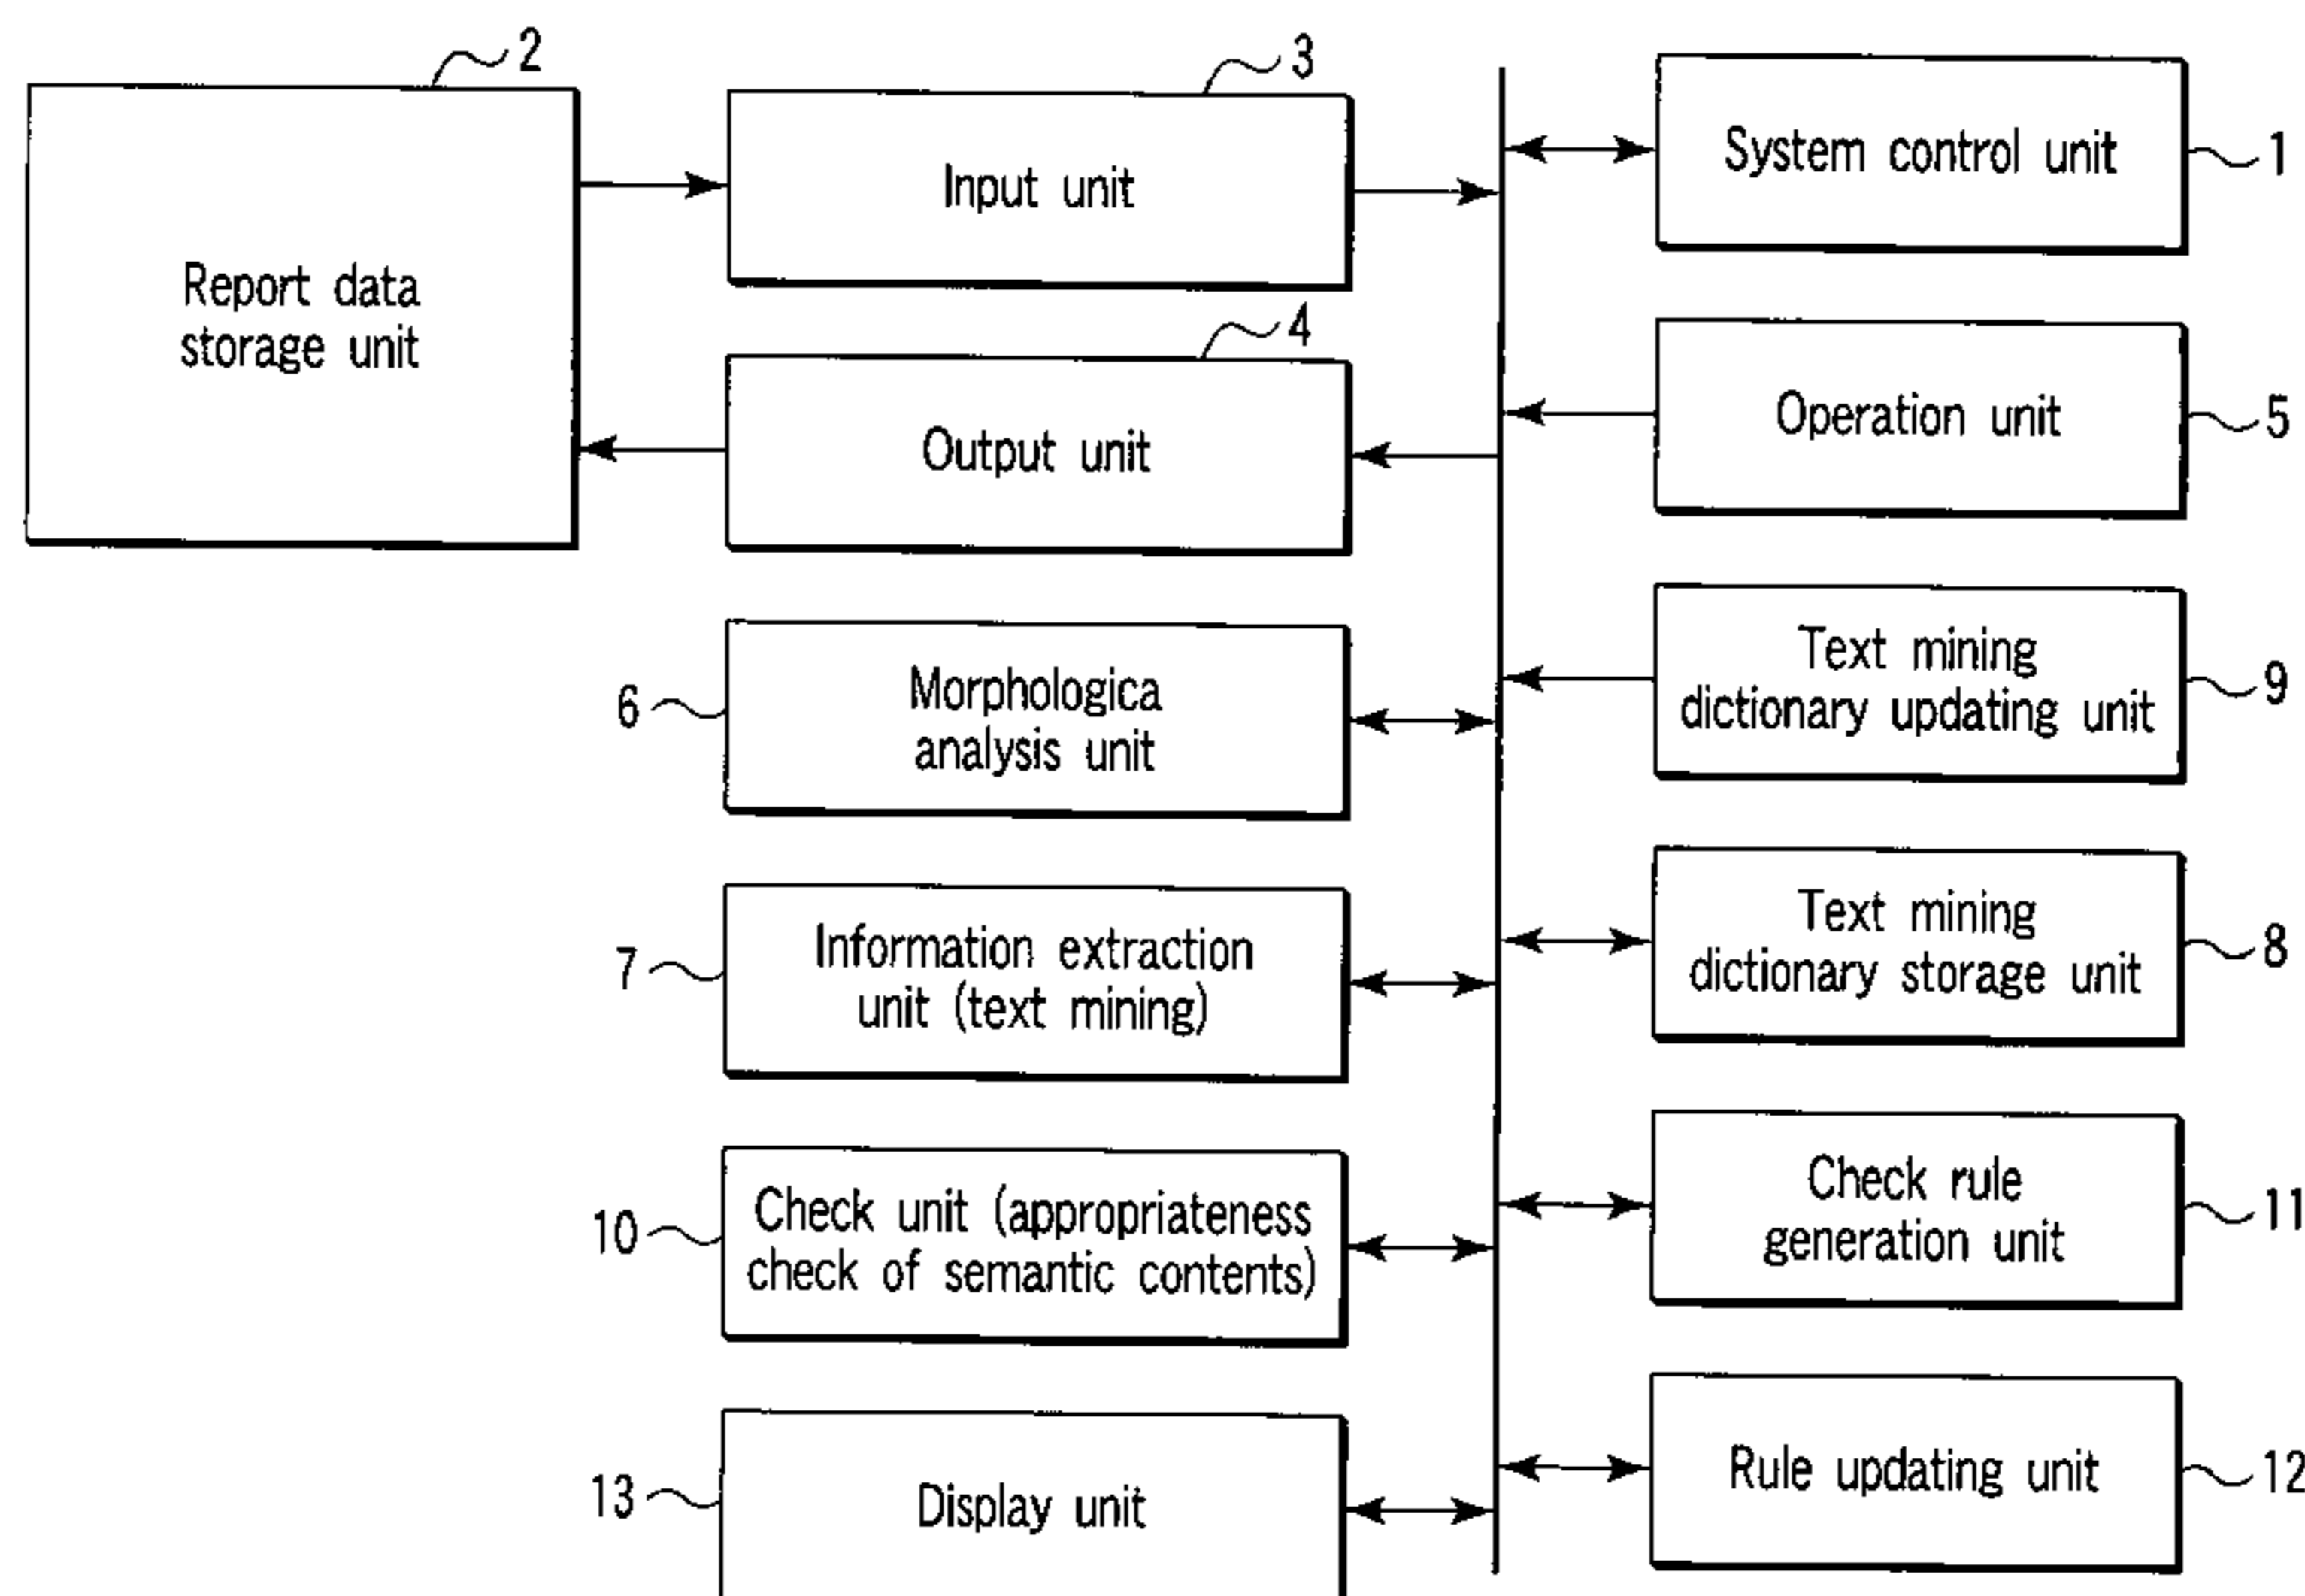 2
3
1
Report data
storage unit
Input unit
System control unit
4
5
Output unit
Operation unit
6
Morphologica
analysis unit
Text mining
dictionary updating unit
9
7
Information extraction
unit (text mining)
Text mining
dictionary storage unit
8
10
Check unit (appropriateness
check of semantic contents)
Check rule
generation unit
11
13
Display unit
Rule updating unit
12